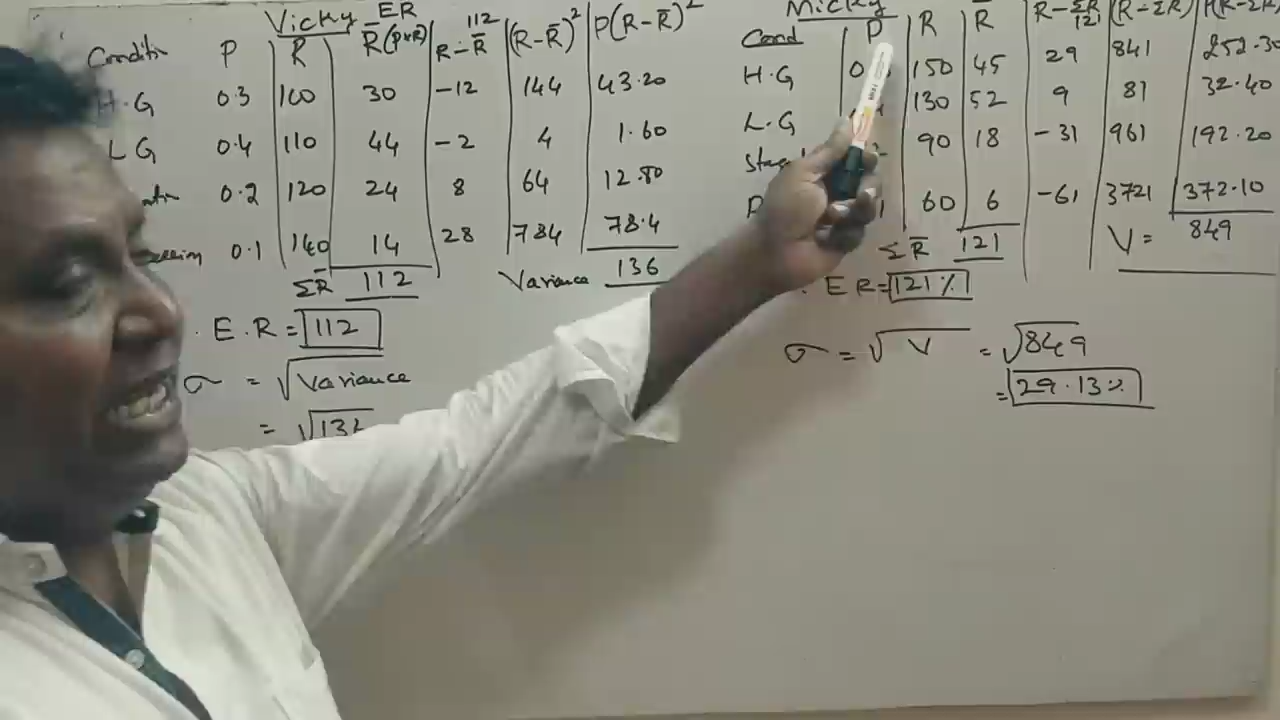 Vicky ER
Conditin P R R̄(P×R) R-R̄ 112 (R-R̄)² P(R-R̄)²
H.G 0.3 100 30 -12 144 43.20
L G 0.4 110 44 -2 4 1.60
0.2 120 24 8 64 12.80
0.1 140 14 28 784 78.4
ΣR̄ 112 Variance 136
E.R = 112
σ = √Variance
= √136
Micky
Cond P R R̄ R-ΣR̄ 121 (R-ΣR)
H.G 150 45 29 841 252.30
L.G 130 52 9 81 32.40
90 18 -31 961 192.20
60 6 -61 3721 372.10
ΣR̄ 121 V = 849
E R = 121%
σ = √V = √849
= 29.13%